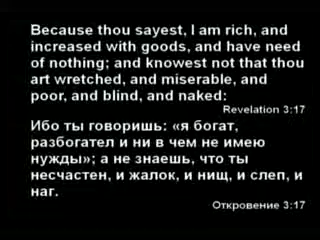 Because thou sayest, I am rich, and
increased with goods, and have need
of nothing; and knowest not that thou
art wretched, and miserable, and
poor, and blind, and naked:
Revelation 3:17
Ибо ты говоришь: «я богат,
разбогател и ни в чем не имею
нужды»; а не знаешь, что ты
несчастен, и жалок, и нищ, и слеп, и
наг.
Откровение 3:17